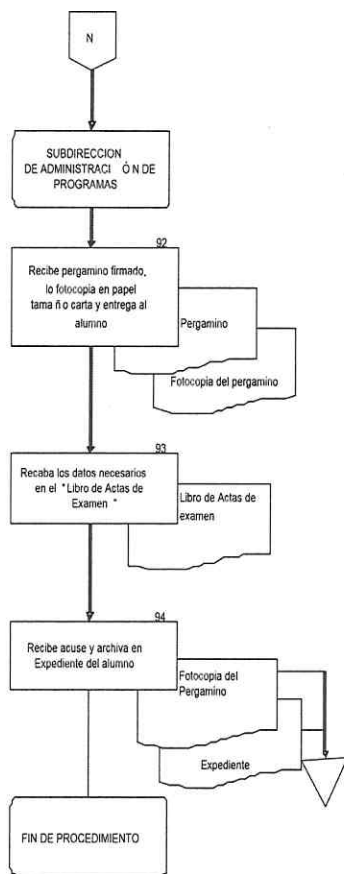 N
SUBDIRECCION
DE ADMINISTRACI Ó N DE
PROGRAMAS
92
Recibe pergamino firmado,
lo fotocopia en papel
tama ñ o carta y entrega al
alumno
Pergamino
Fotocopia del pergamino
93
Recaba los datos necesarios
en el "Libro de Actas de
Examen "
Libro de Actas de
examen
94
Recibe acuse y archiva en
Expediente del alumno
Fotocopia del
Pergamino
Expediente
FIN DE PROCEDIMIENTO